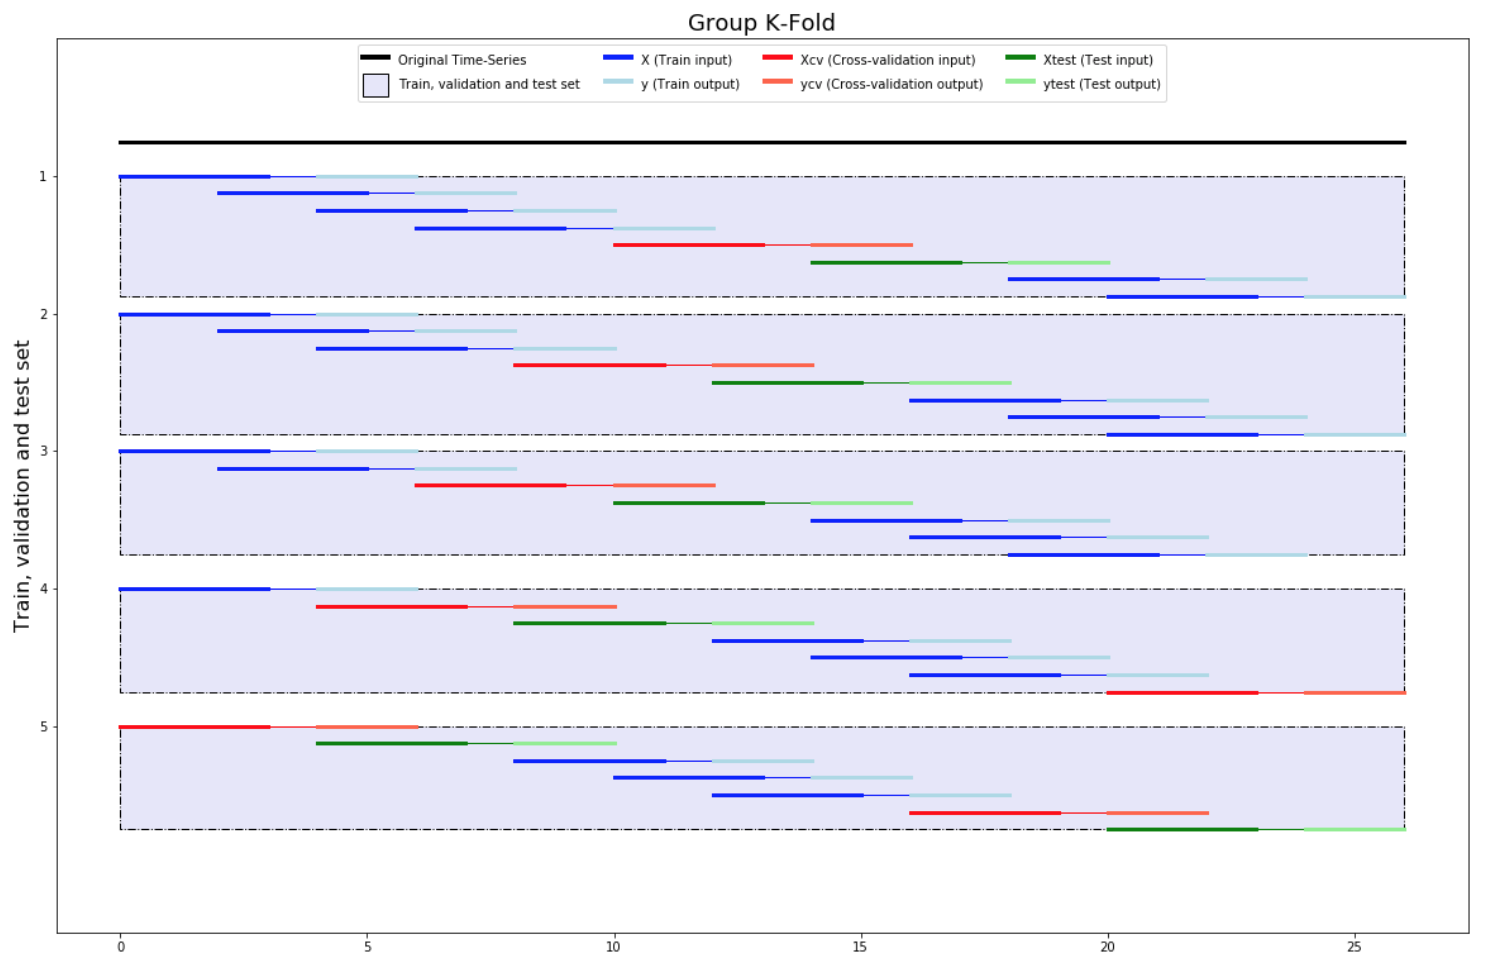 Group K-Fold
Original Time-Series
X (Train input)
Xcv (Cross-validation input)
Xtest (Test input)
Train, validation and test set
y (Train output)
ycv (Cross-validation output)
ytest (Test output)
Train, validation and test set
1
2
3
4
5
0
5
10
15
20
25